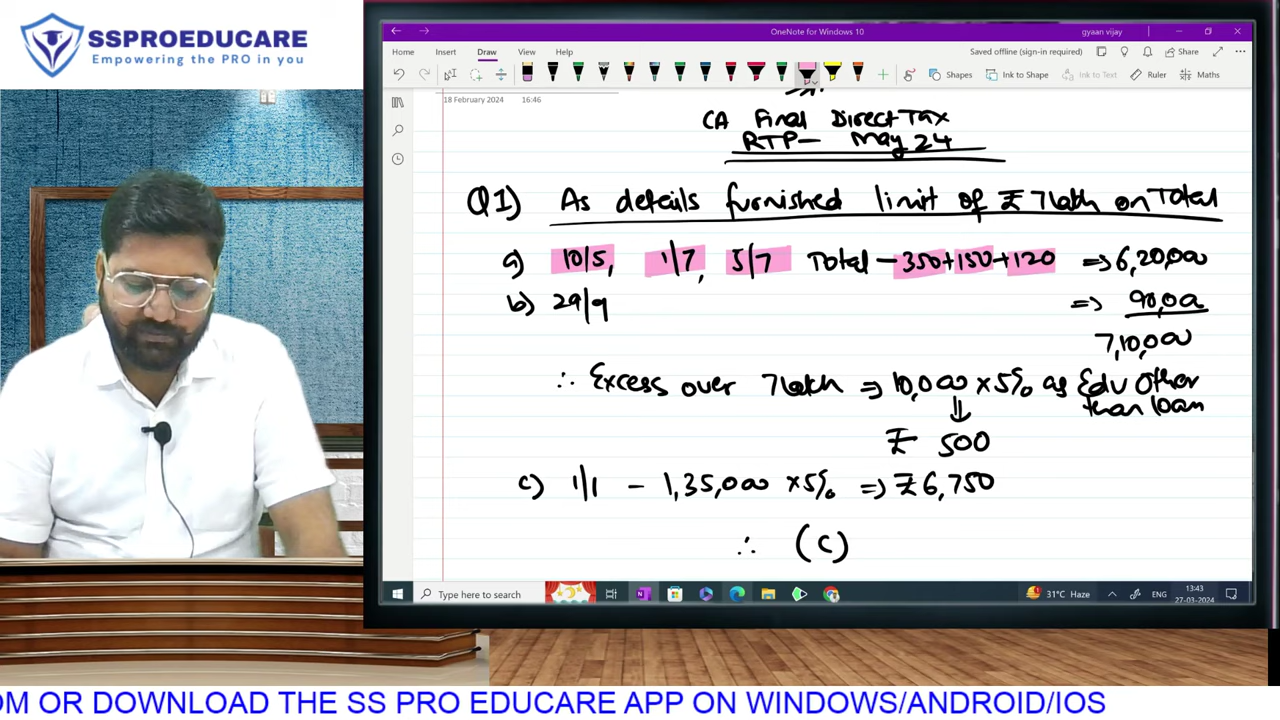 SSPROEDUCARE
Empowering the PRO in you
OneNote for Windows 10
gyaan vijay
Home Insert Draw View Help
Saved offline (sign-in required)
Share
Shapes
Ink to Shape
Ink to Text
Ruler
Maths
18 February 2024 16:46
CA Final Direct Tax
RTP- May 24
Q1) As details furnished limit of ₹ 7 lakh on Total
a) 10/5, 1/7, 5/7 Total - 350+150+120 => 6,20,000
b) 29/9 => 90,000
7,10,000
∴ Excess over 7 lakh => 10,000 x 5% as Edu Other
than loan
₹ 500
c) 1/1 - 1,35,000 x5% => ₹ 6,750
∴ (C)
Type here to search
31°C Haze
ENG
13:43
27-03-2024
OM OR DOWNLOAD THE SS PRO EDUCARE APP ON WINDOWS/ANDROID/IOS